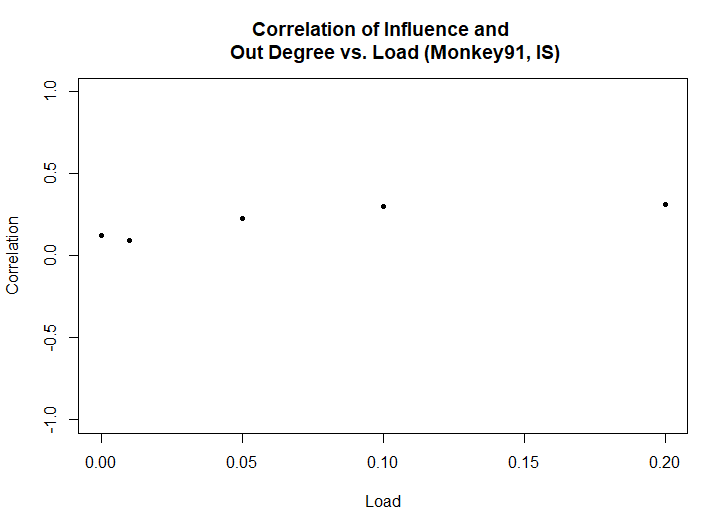 Correlation of Influence and
Out Degree vs. Load (Monkey91, IS)
1.0
0.5
0.0
-0.5
-1.0
Correlation
0.00 0.05 0.10 0.15 0.20
Load